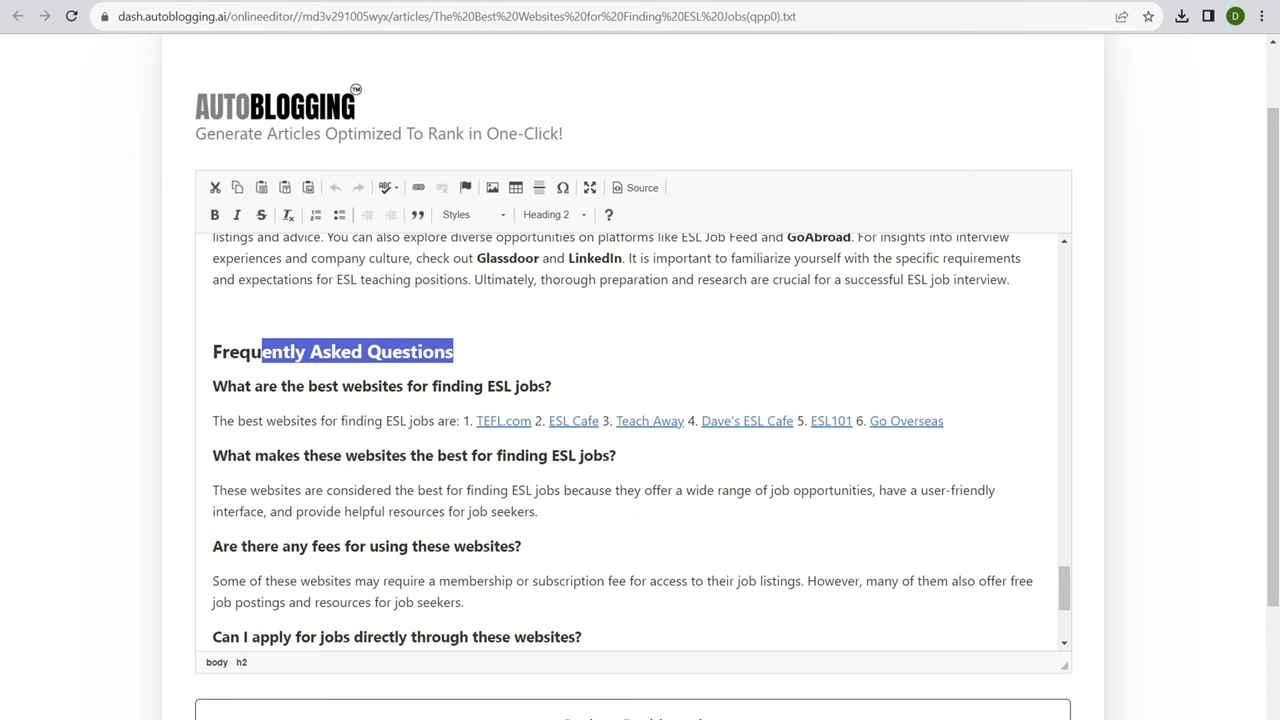 dash.autoblogging.ai/onlineeditor//md3v291005wyx/articles/The%20Best%20Websites%20for%20Finding%20ESL%20Jobs(qpp0).txt
D
AUTOBLOGGING™
Generate Articles Optimized To Rank in One-Click!
ABC Source
B I S Styles Heading 2 ?
listings and advice. You can also explore diverse opportunities on platforms like ESL Job Feed and GoAbroad. For insights into interview
experiences and company culture, check out Glassdoor and LinkedIn. It is important to familiarize yourself with the specific requirements
and expectations for ESL teaching positions. Ultimately, thorough preparation and research are crucial for a successful ESL job interview.
Frequently Asked Questions
What are the best websites for finding ESL jobs?
The best websites for finding ESL jobs are: 1. TEFL.com 2. ESL Cafe 3. Teach Away 4. Dave's ESL Cafe 5. ESL101 6. Go Overseas
What makes these websites the best for finding ESL jobs?
These websites are considered the best for finding ESL jobs because they offer a wide range of job opportunities, have a user-friendly
interface, and provide helpful resources for job seekers.
Are there any fees for using these websites?
Some of these websites may require a membership or subscription fee for access to their job listings. However, many of them also offer free
job postings and resources for job seekers.
Can I apply for jobs directly through these websites?
body h2